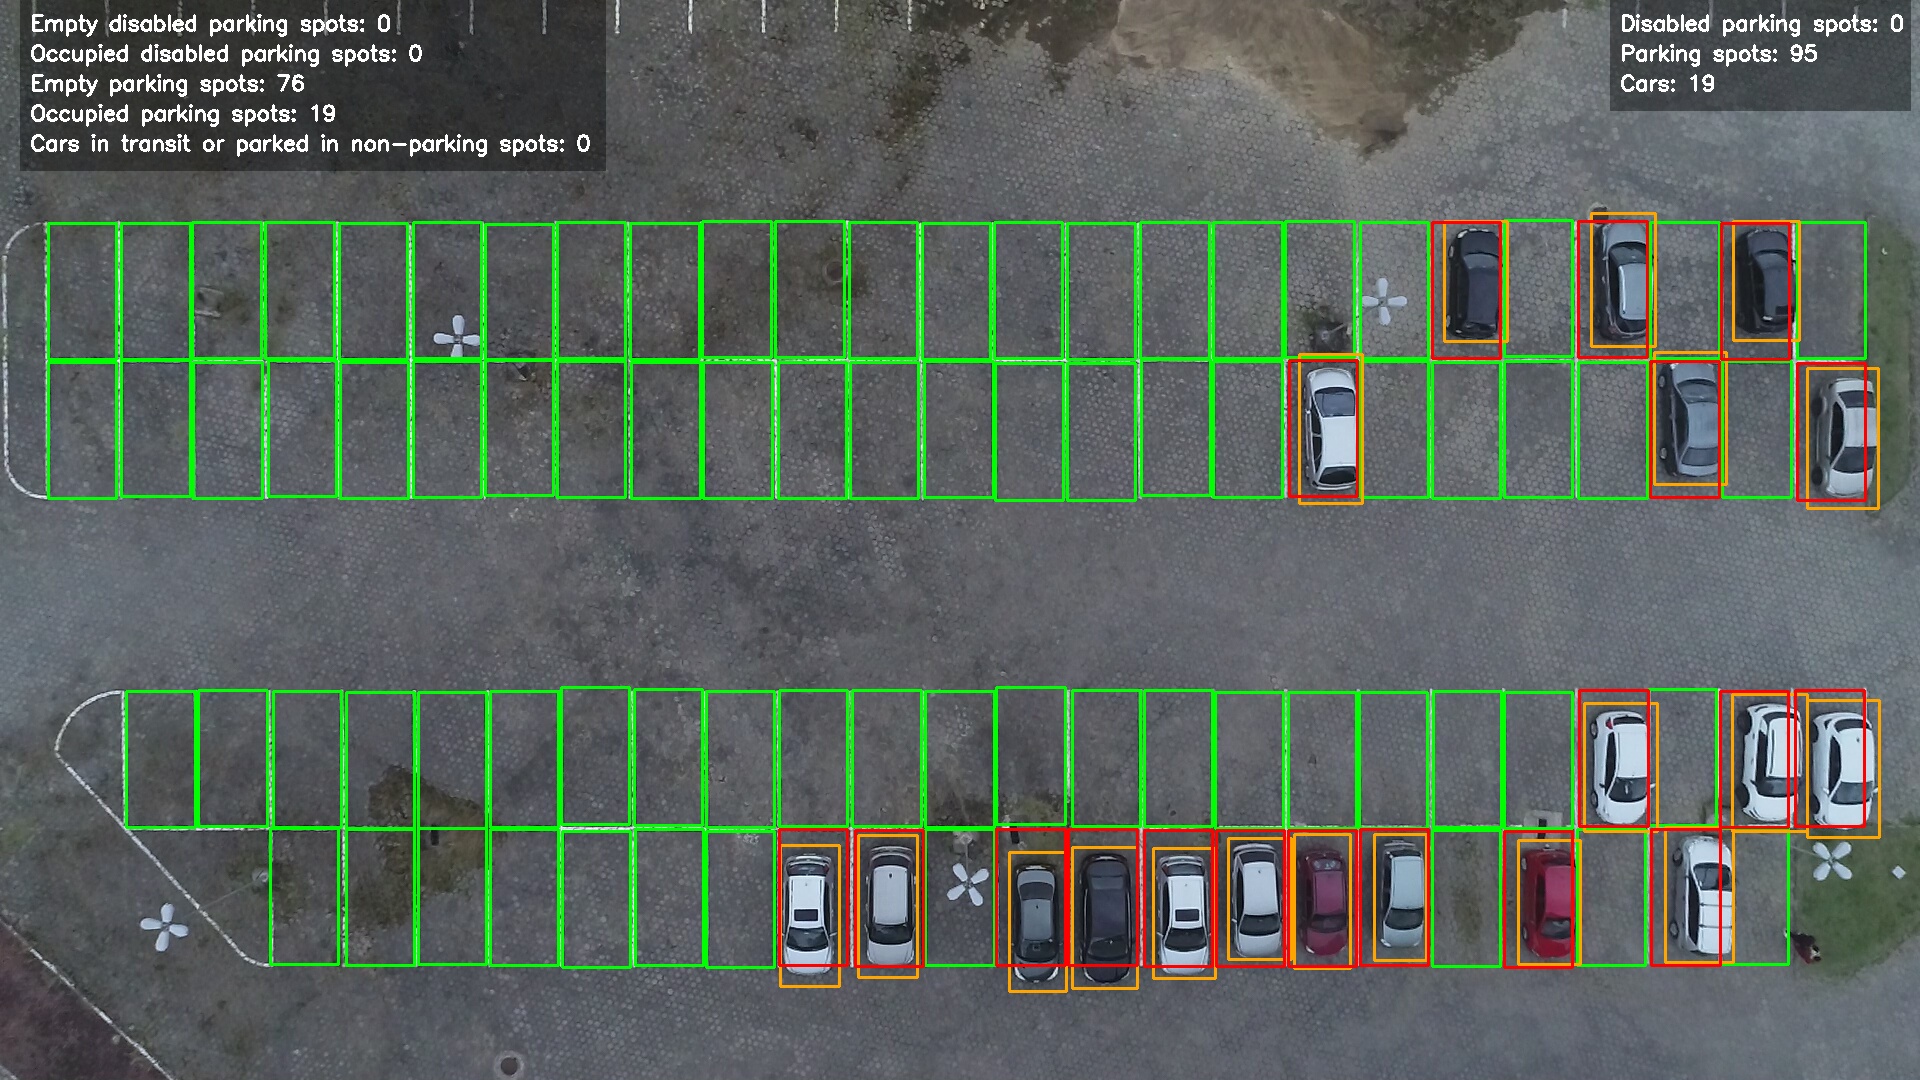 Empty disabled parking spots: 0
Occupied disabled parking spots: 0
Empty parking spots: 76
Occupied parking spots: 19
Cars in transit or parked in non-parking spots: 0
Disabled parking spots: 0
Parking spots: 95
Cars: 19